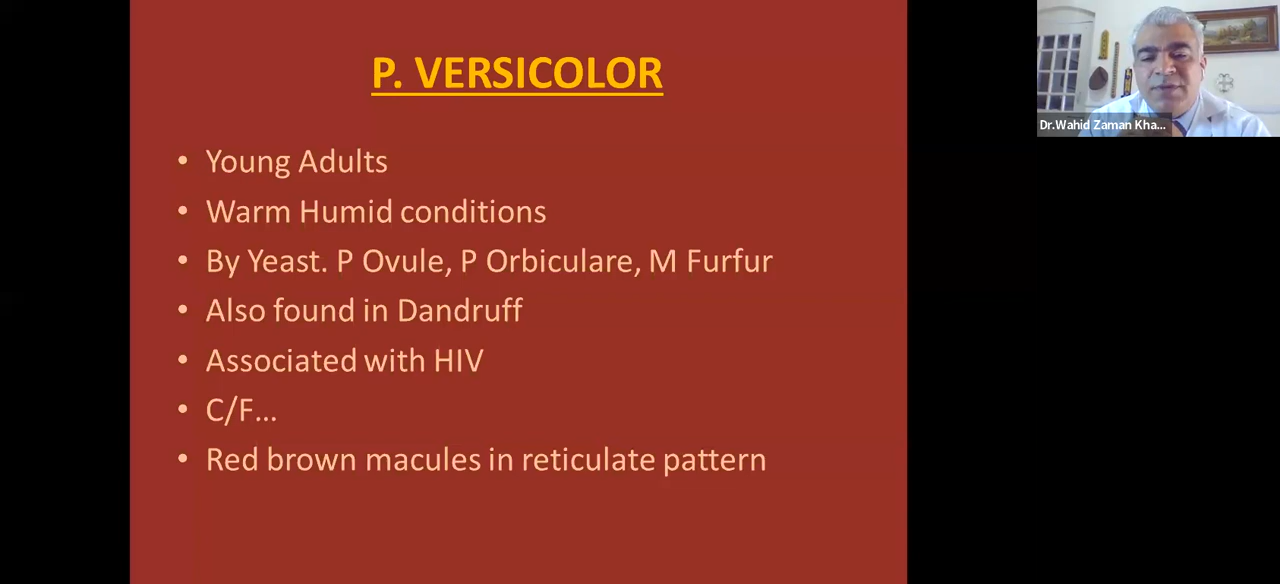 P. VERSICOLOR
• Young Adults
• Warm Humid conditions
• By Yeast. P Ovule, P Orbiculare, M Furfur
• Also found in Dandruff
• Associated with HIV
• C/F…
• Red brown macules in reticulate pattern
Dr.Wahid Zaman Kha...